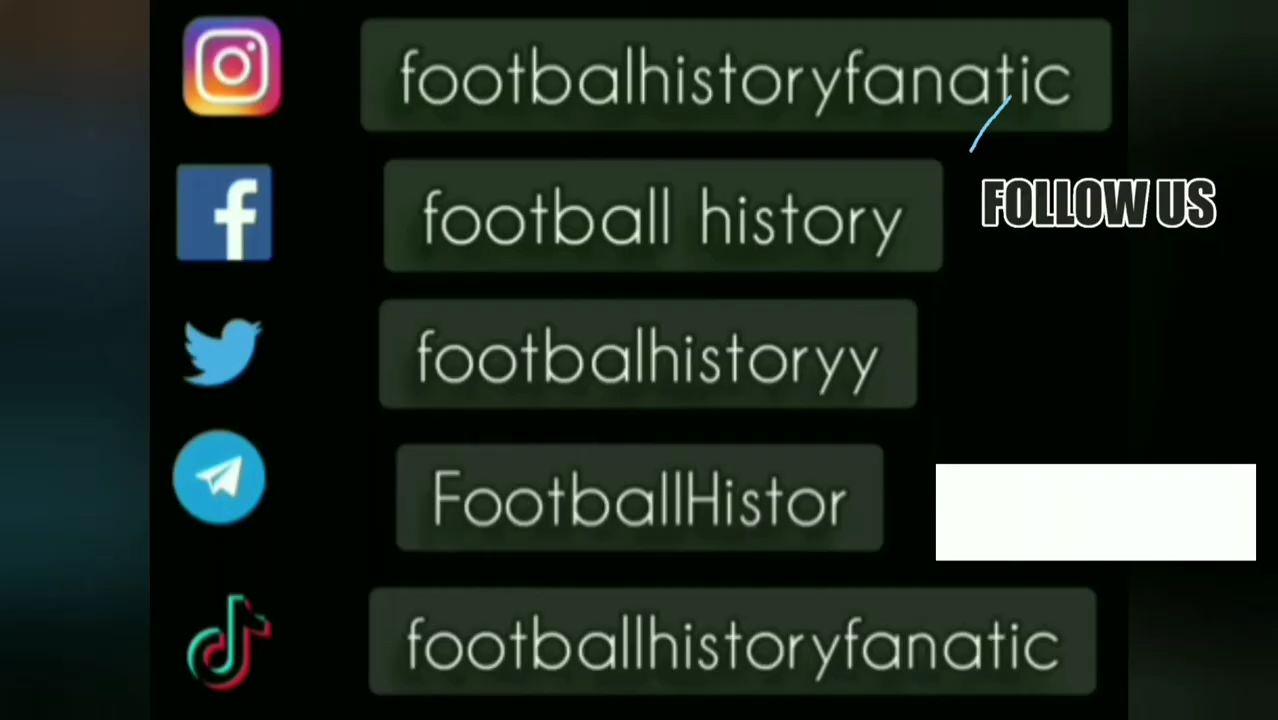 footbalhistoryfanatic
football history
FOLLOW US
footbalhistoryy
FootballHistor
footballhistoryfanatic